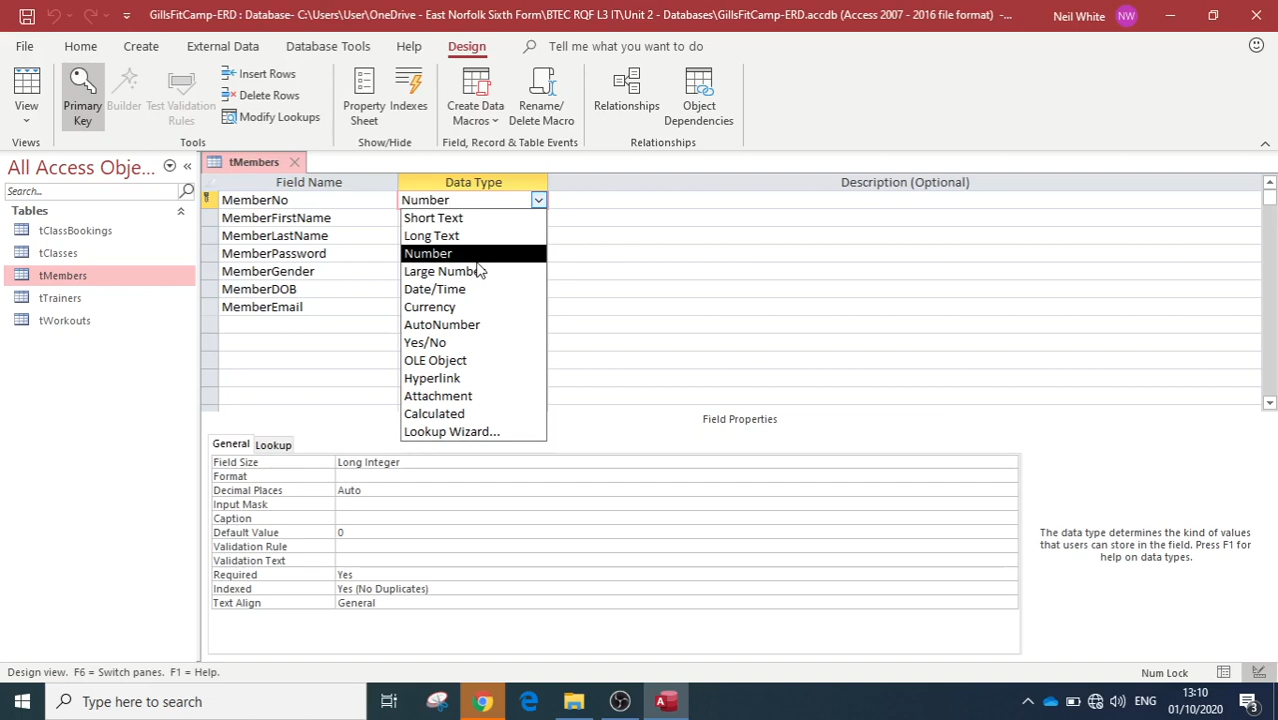 GillsFitCamp-ERD : Database- C:\Users\User\OneDrive - East Norfolk Sixth Form\BTEC RQF L3 IT\Unit 2 - Databases\GillsFitCamp-ERD.accdb (Access 2007 - 2016 file format) -...
Neil White NW
File Home Create External Data Database Tools Help Design Tell me what you want to do
View
Primary Key
Builder
Test Validation Rules
Insert Rows
Delete Rows
Modify Lookups
Property Sheet
Indexes
Create Data Macros
Rename/ Delete Macro
Relationships
Object Dependencies
Views Tools Show/Hide Field, Record & Table Events Relationships
All Access Obje...
Search...
Tables
tClassBookings
tClasses
tMembers
tTrainers
tWorkouts
tMembers
Field Name Data Type Description (Optional)
MemberNo Number
MemberFirstName
MemberLastName
MemberPassword
MemberGender
MemberDOB
MemberEmail
Short Text
Long Text
Number
Large Number
Date/Time
Currency
AutoNumber
Yes/No
OLE Object
Hyperlink
Attachment
Calculated
Lookup Wizard...
Field Properties
General Lookup
Field Size Long Integer
Format
Decimal Places Auto
Input Mask
Caption
Default Value 0
Validation Rule
Validation Text
Required Yes
Indexed Yes (No Duplicates)
Text Align General
The data type determines the kind of values
that users can store in the field. Press F1 for
help on data types.
Design view. F6 = Switch panes. F1 = Help.
Num Lock
Type here to search
ENG
13:10
01/10/2020
3